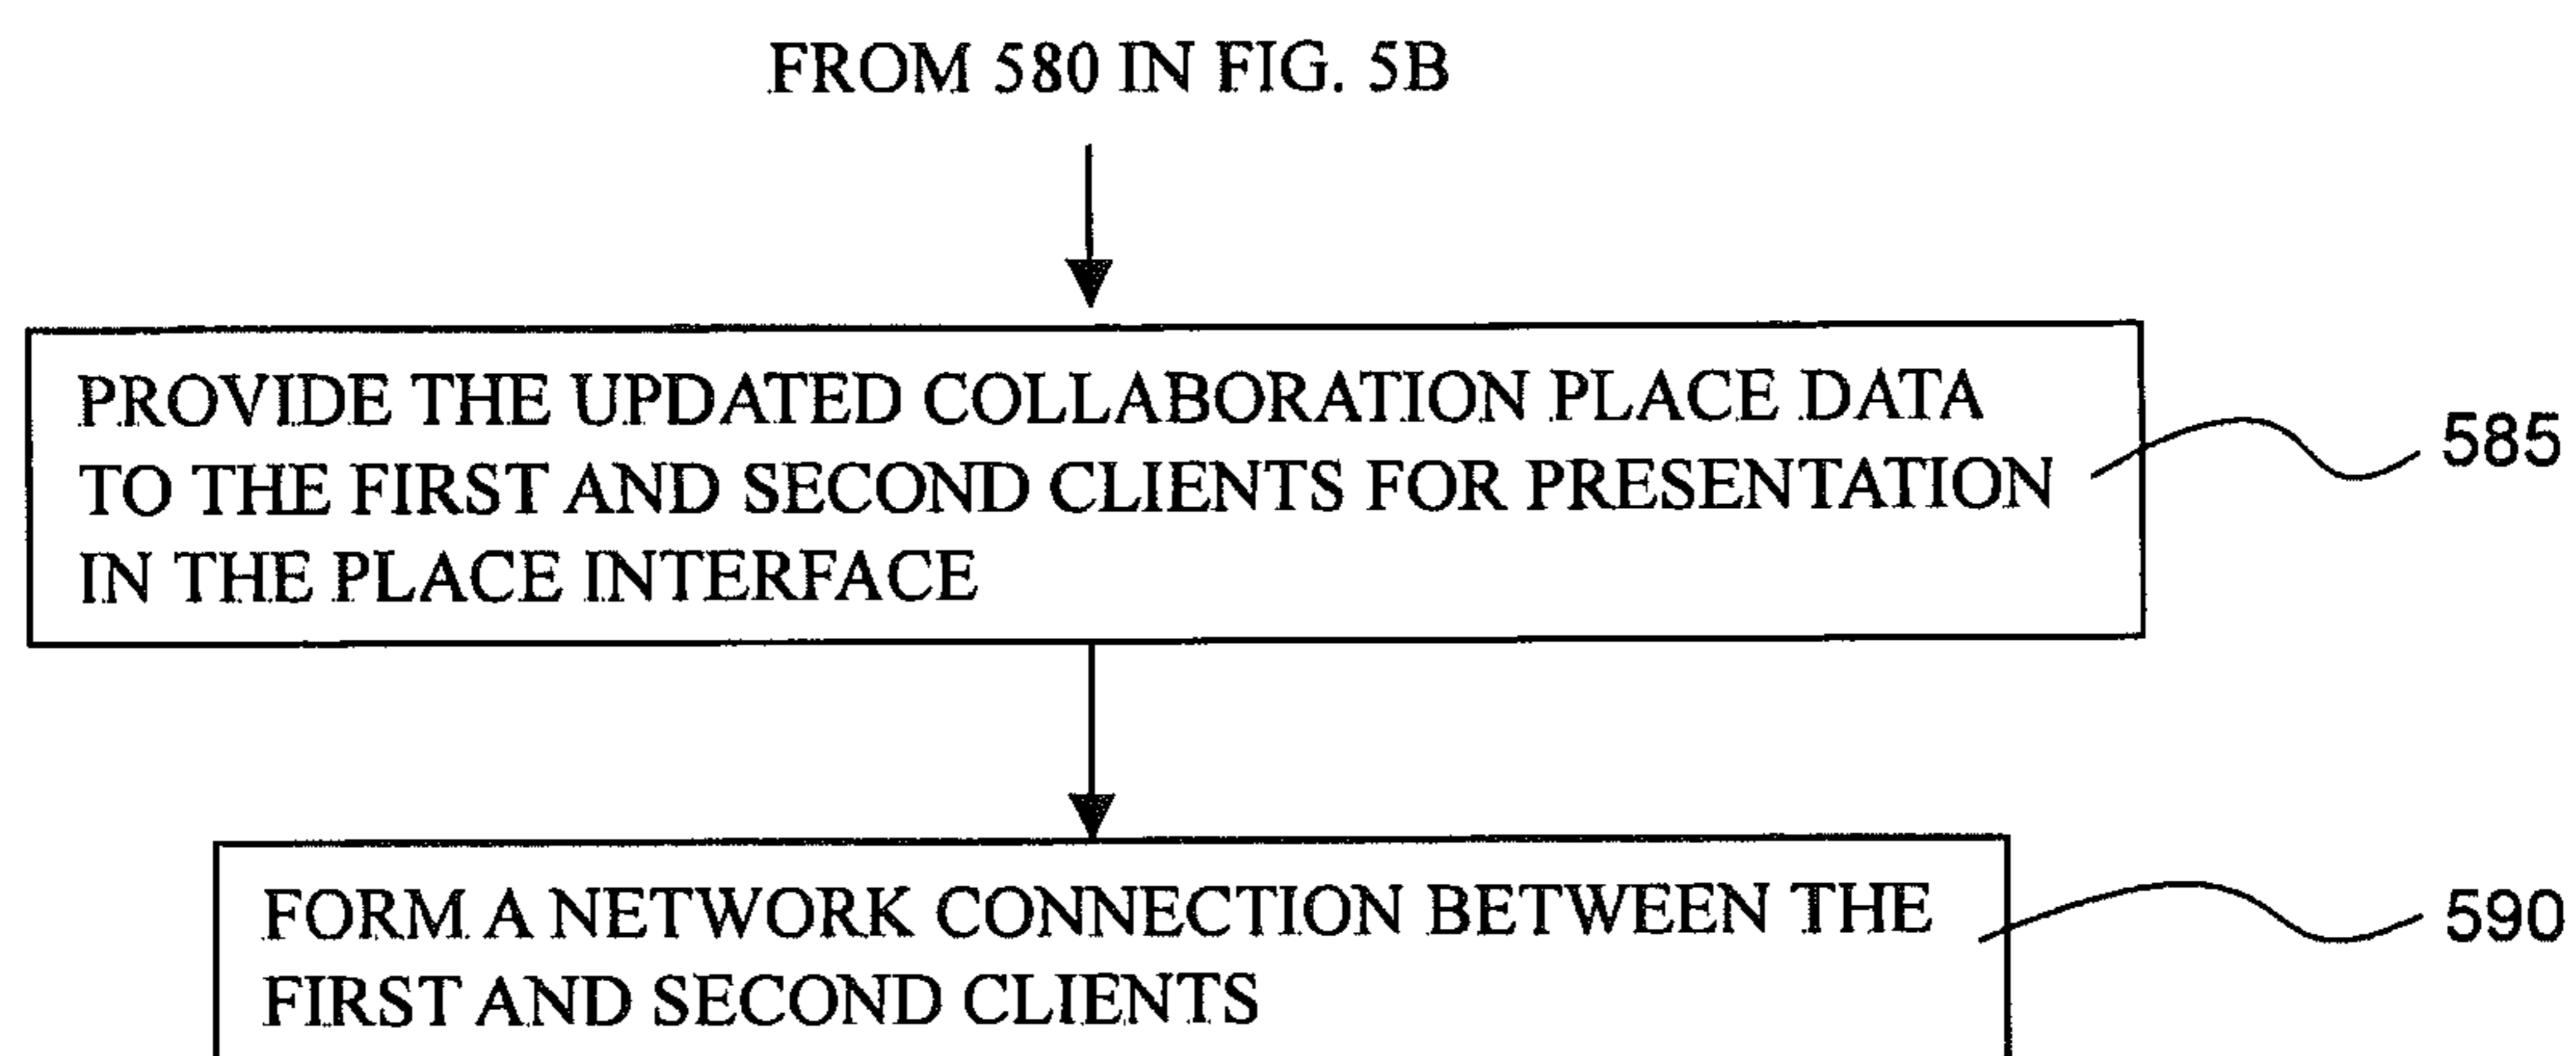 FROM 580 IN FIG. 5B
PROVIDE THE UPDATED COLLABORATION PLACE DATA
TO THE FIRST AND SECOND CLIENTS FOR PRESENTATION
IN THE PLACE INTERFACE
585
FORM A NETWORK CONNECTION BETWEEN THE
FIRST AND SECOND CLIENTS
590